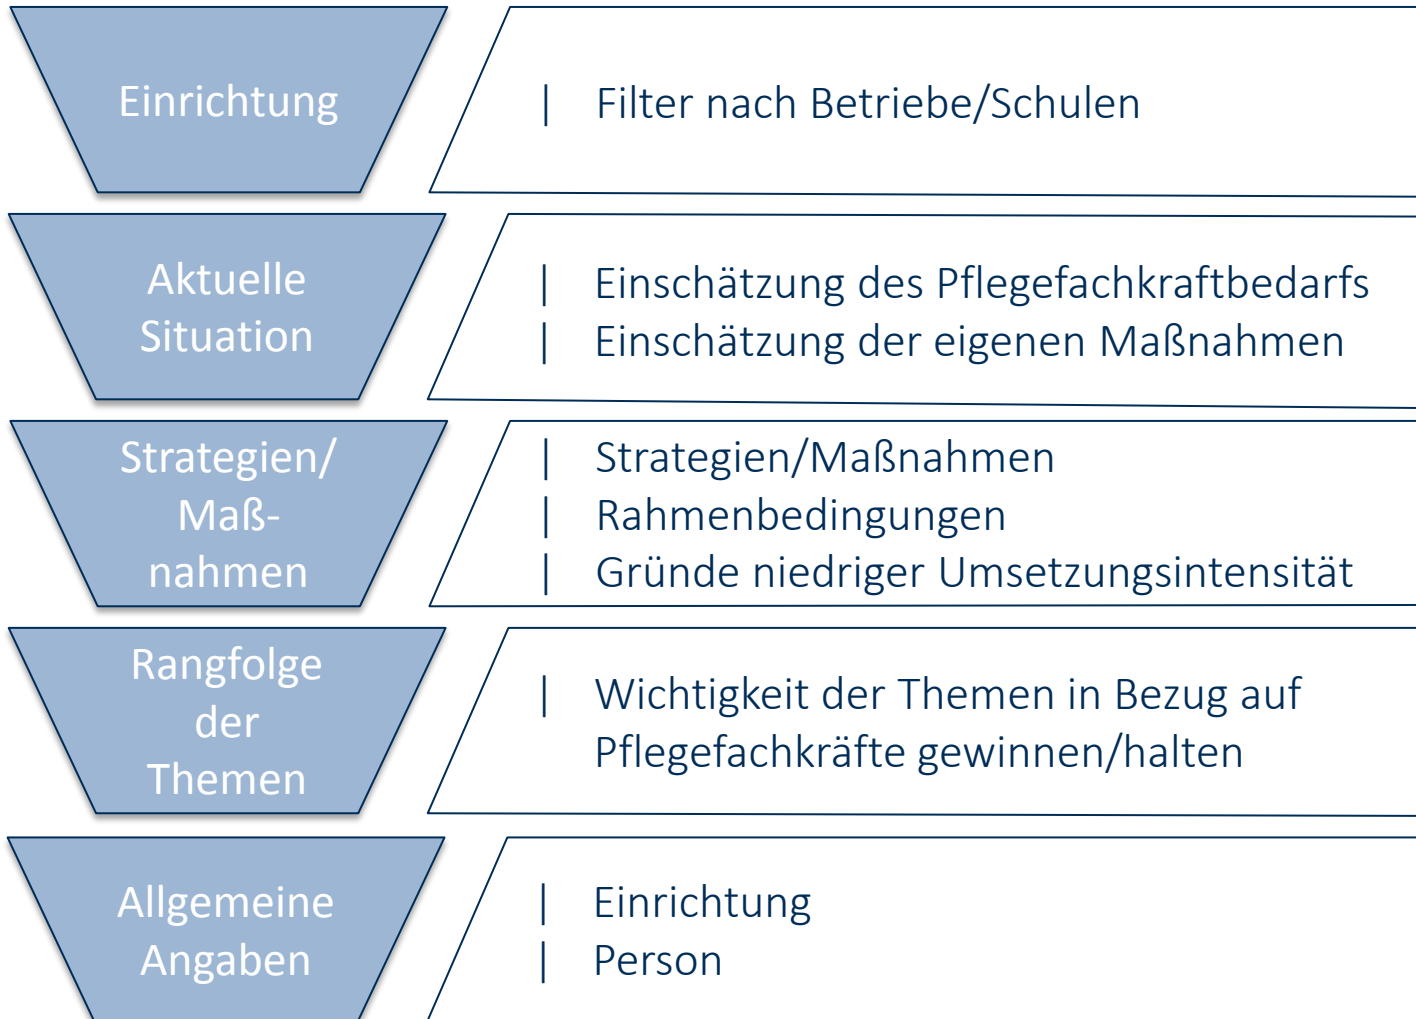 Einrichtung
| Filter nach Betriebe/Schulen
Aktuelle
Situation
| Einschätzung des Pflegefachkraftbedarfs
| Einschätzung der eigenen Maßnahmen
Strategien/
Maß-
nahmen
| Strategien/Maßnahmen
| Rahmenbedingungen
| Gründe niedriger Umsetzungsintensität
Rangfolge
der
Themen
| Wichtigkeit der Themen in Bezug auf
Pflegefachkräfte gewinnen/halten
Allgemeine
Angaben
| Einrichtung
| Person